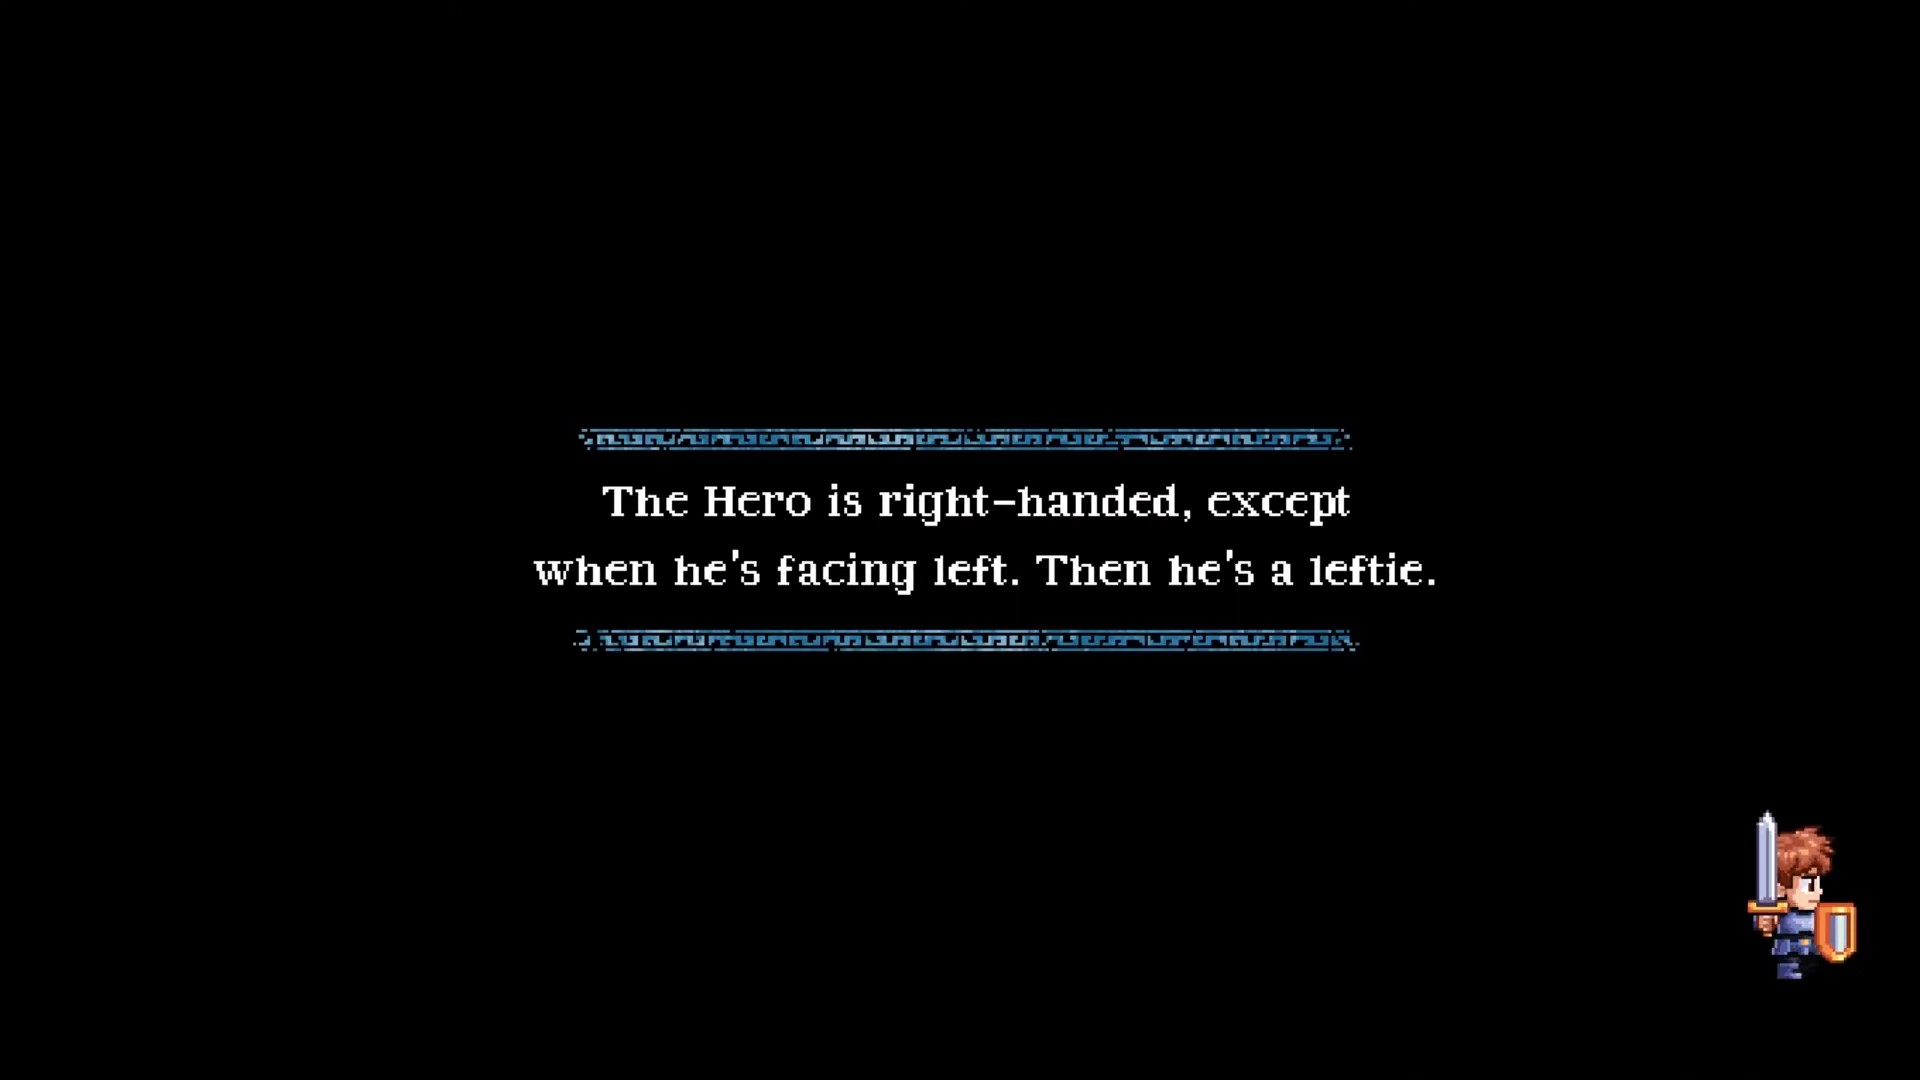 The Hero is right-handed, except
when he's facing left. Then he's a leftie.